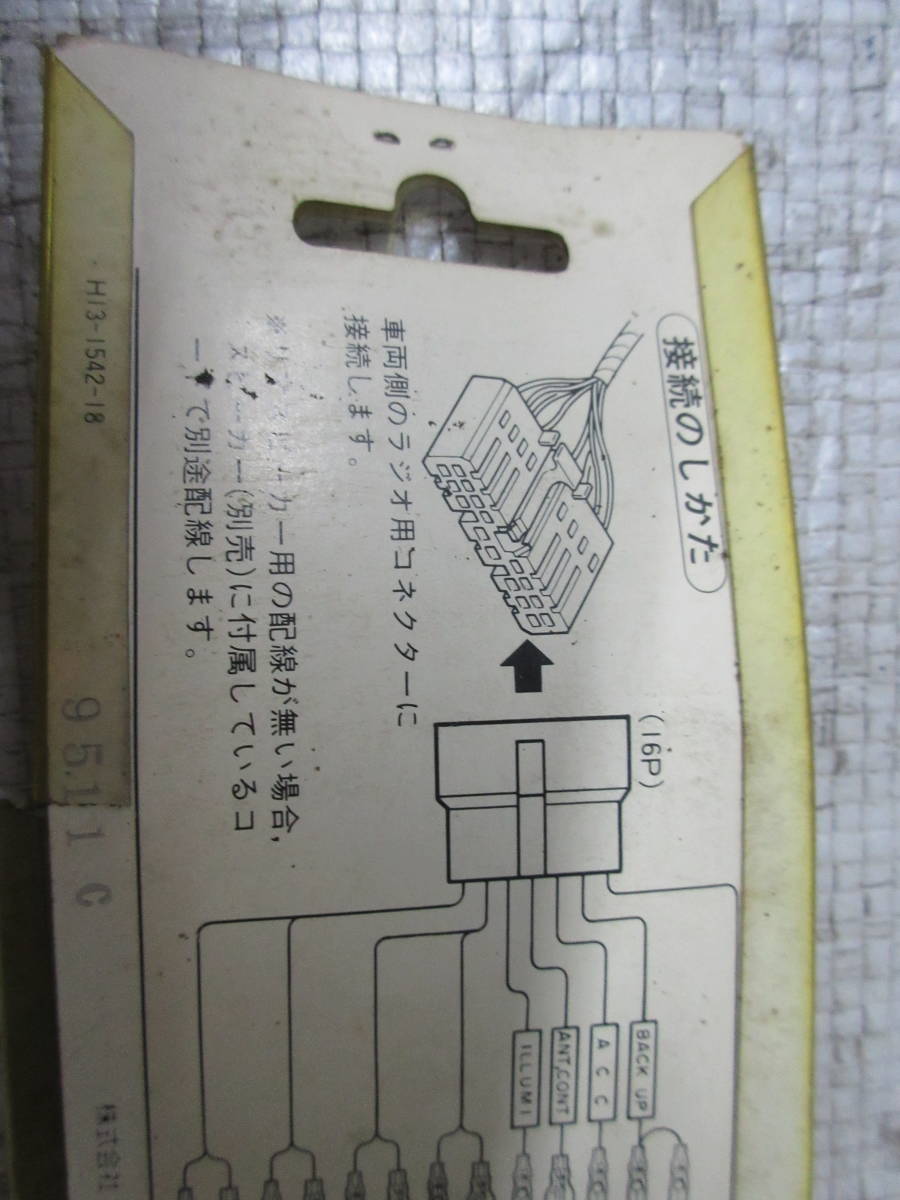 接続のしかた
車両側のラジオ用コネクターに
接続します。
(16P)
カー用の配線が無い場合,
カー(別売)に付属しているコ
ー で別途配線します。
BACK UP
ACC
ANT.CONT
ILLUMI
H13-1542-18
95.11 C
株式会社